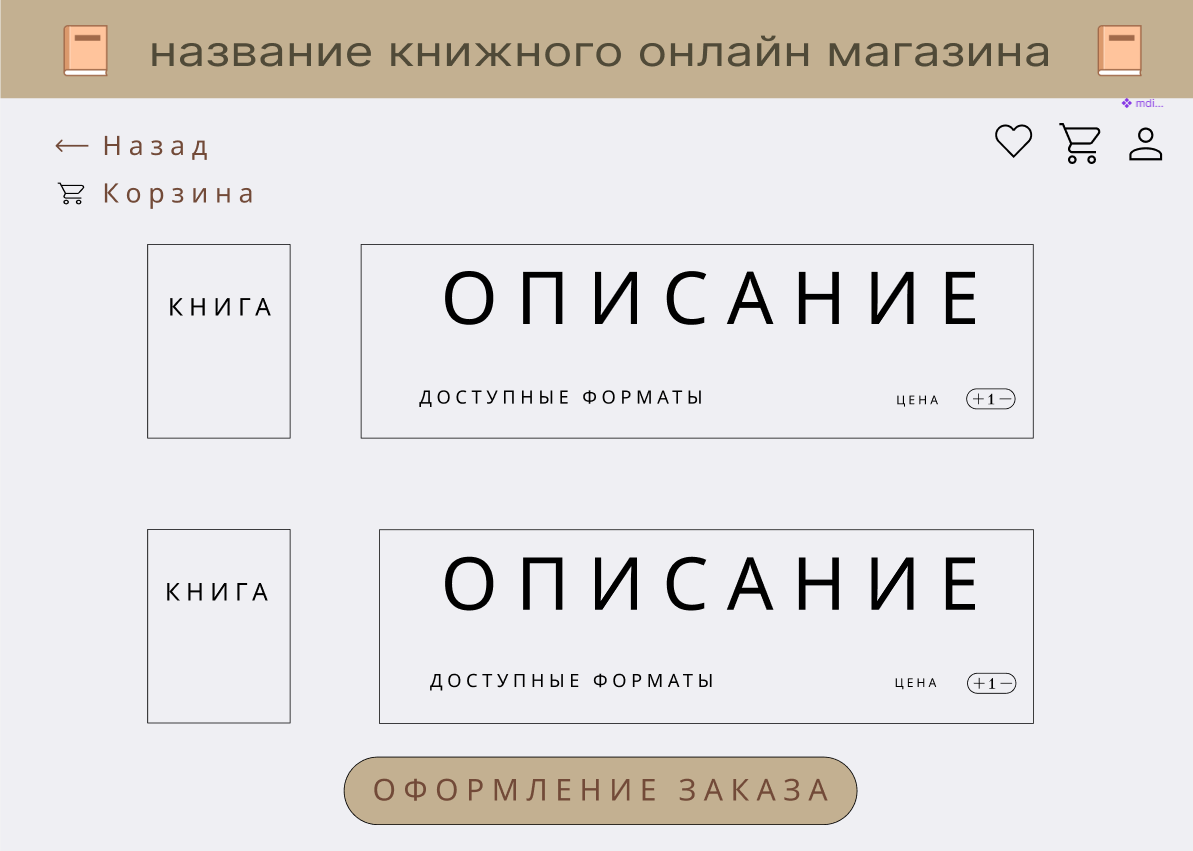 название книжного онлайн магазина
mdi...
Назад
Корзина
КНИГА
ОПИСАНИЕ
ДОСТУПНЫЕ ФОРМАТЫ
ЦЕНА
+1−
КНИГА
ОПИСАНИЕ
ДОСТУПНЫЕ ФОРМАТЫ
ЦЕНА
+1−
ОФОРМЛЕНИЕ ЗАКАЗА